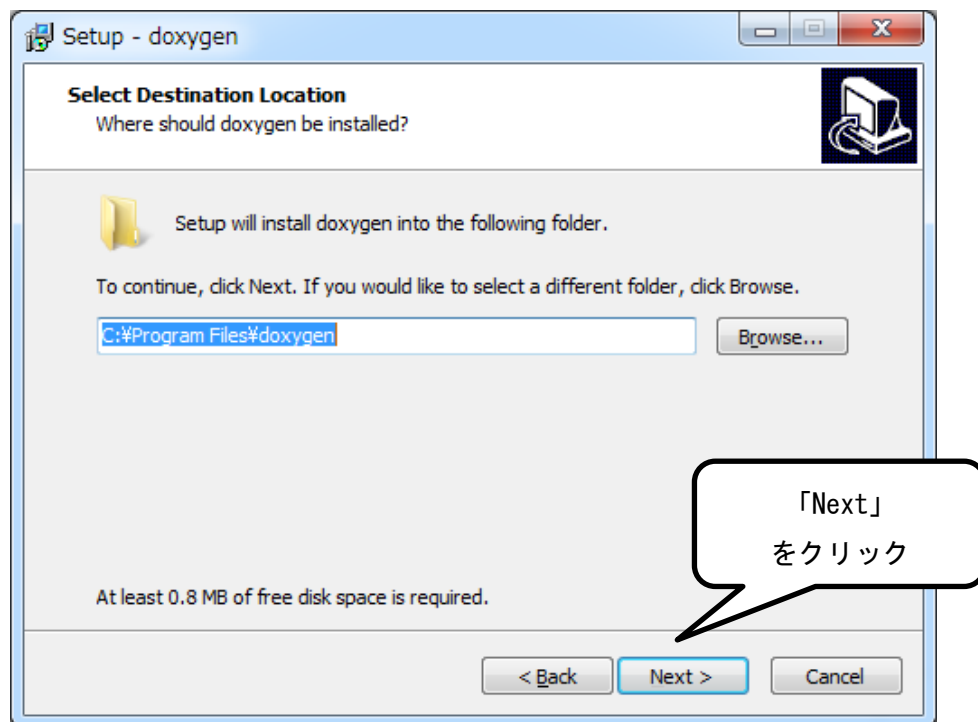 Setup - doxygen
Select Destination Location
Where should doxygen be installed?
Setup will install doxygen into the following folder.
To continue, click Next. If you would like to select a different folder, click Browse.
C:¥Program Files¥doxygen
Browse...
「Next」
をクリック
At least 0.8 MB of free disk space is required.
< Back
Next >
Cancel